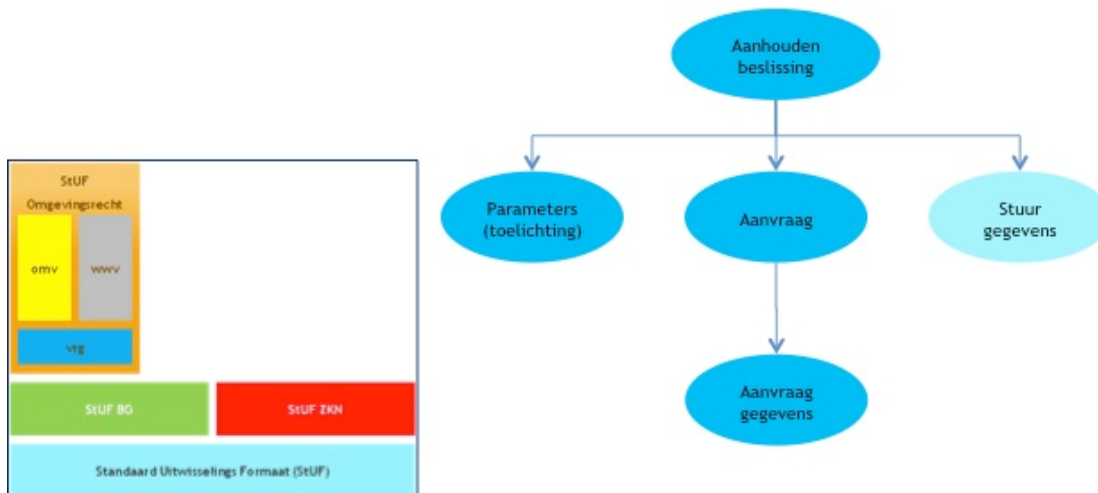 StUF
Omgevingsrecht
omv
wwv
vrg
StUF BG
StUF ZKN
Standaard Uitwisselings Formaat (StUF)
Aanhouden
beslissing
Parameters
(toelichting)
Aanvraag
Stuur
gegevens
Aanvraag
gegevens